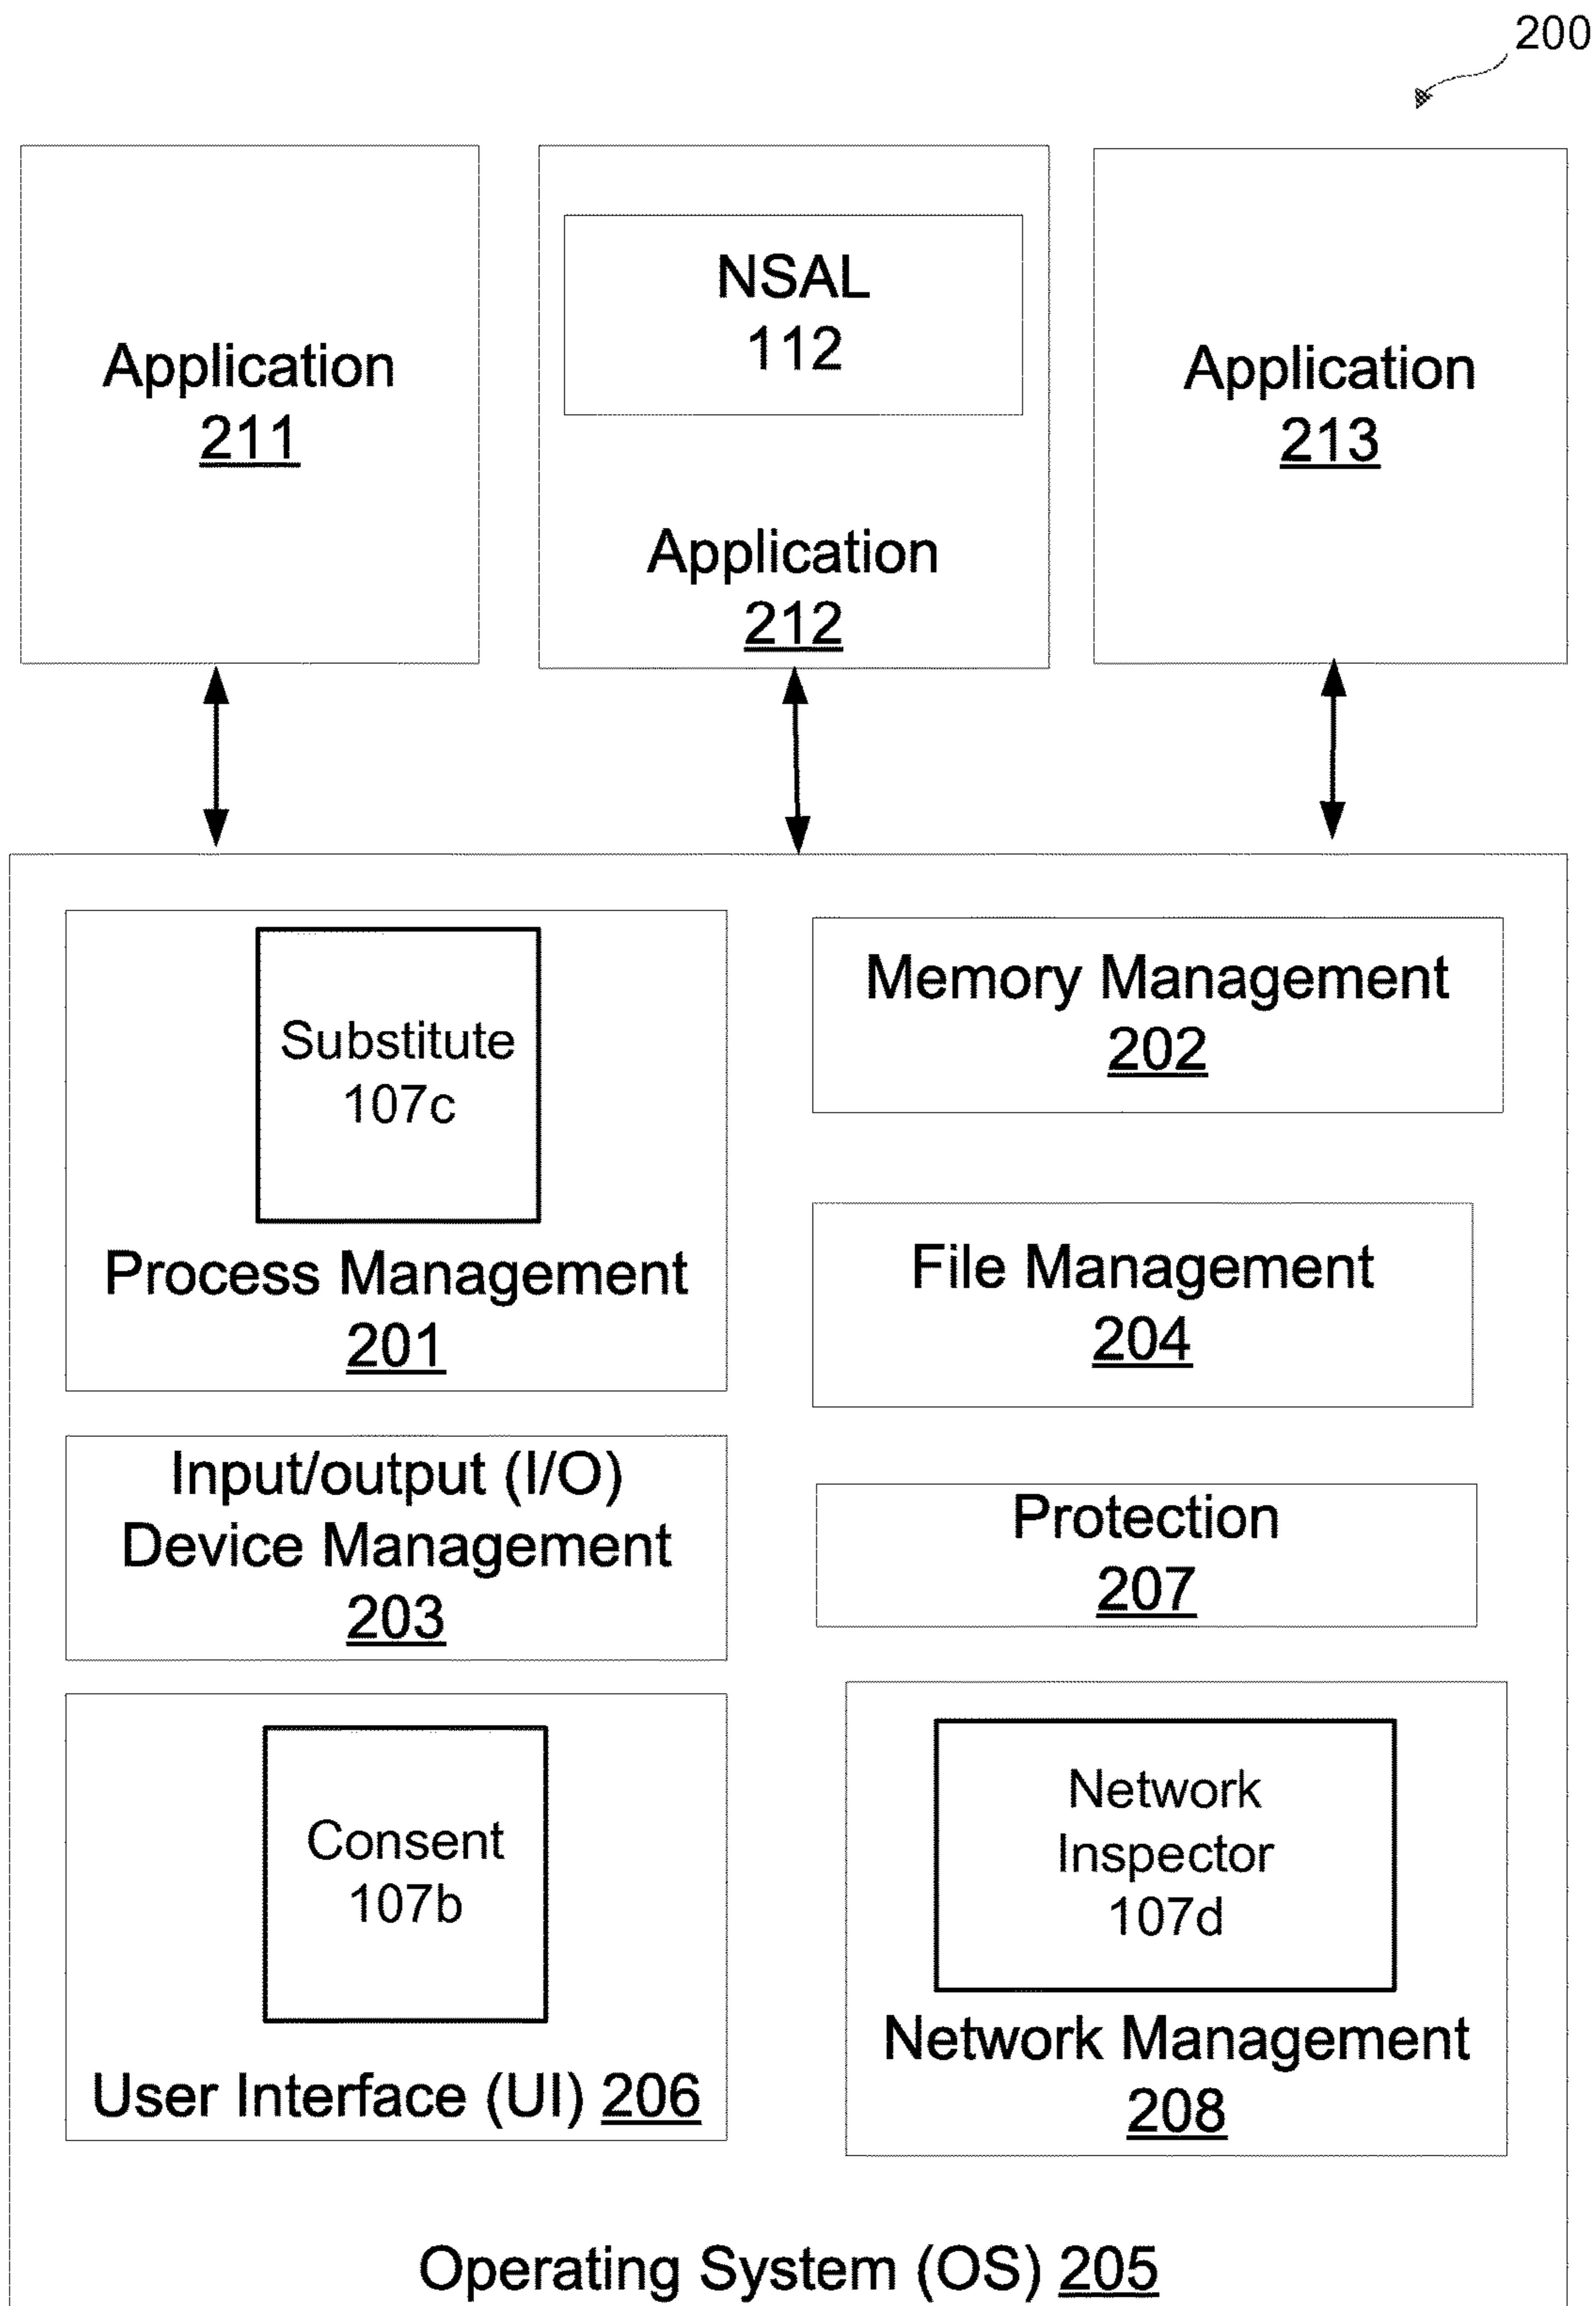 200
Application
211
NSAL
112
Application
212
Application
213
Substitute
107c
Process Management
201
Memory Management
202
File Management
204
Input/output (I/O)
Device Management
203
Protection
207
Consent
107b
User Interface (UI) 206
Network
Inspector
107d
Network Management
208
Operating System (OS) 205